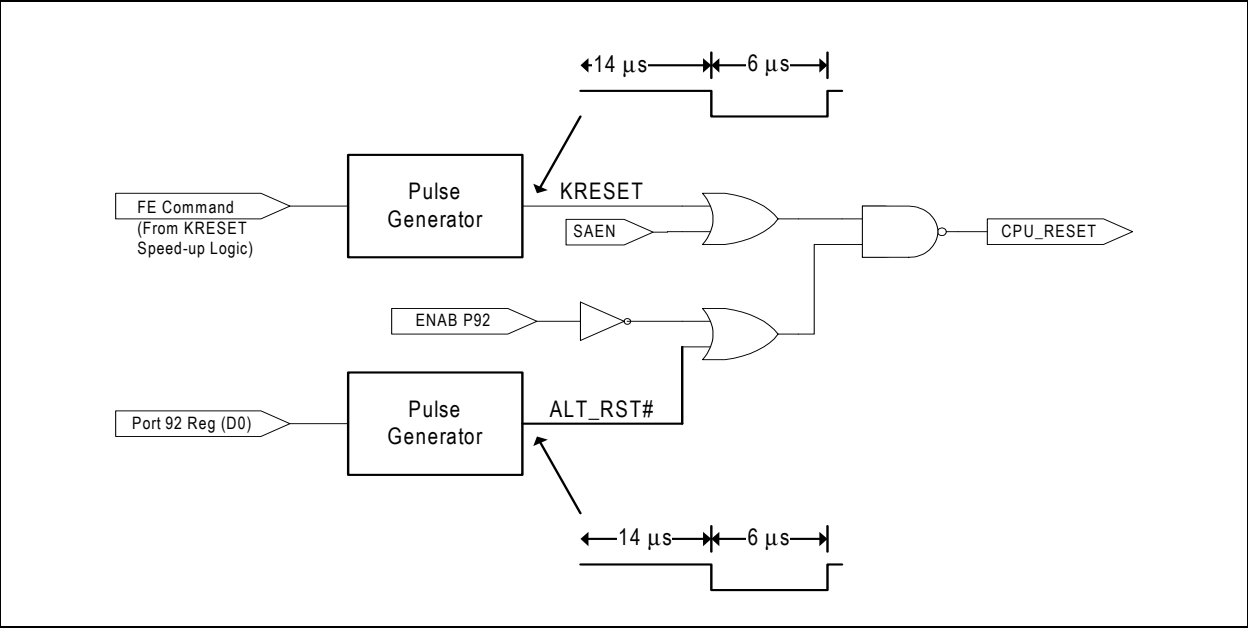 14 μs
6 μs
Pulse
Generator
KRESET
FE Command
(From KRESET
Speed-up Logic)
SAEN
CPU_RESET
ENAB P92
Pulse
Generator
ALT_RST#
Port 92 Reg (D0)
14 μs
6 μs